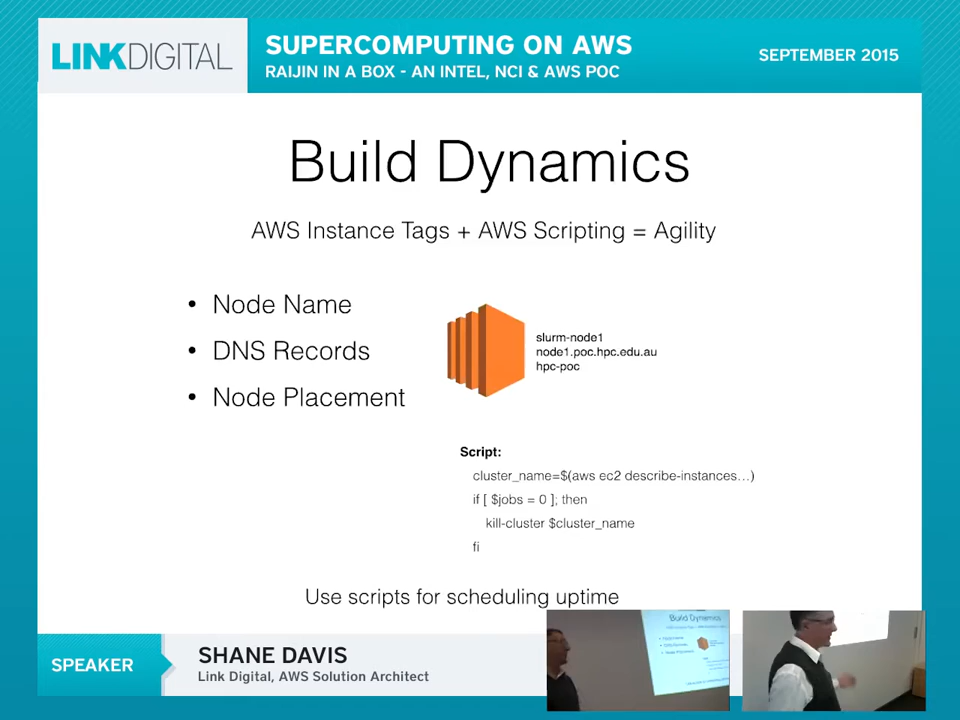 LINKDIGITAL
SUPERCOMPUTING ON AWS
RAIJIN IN A BOX - AN INTEL, NCI & AWS POC
SEPTEMBER 2015
Build Dynamics
AWS Instance Tags + AWS Scripting = Agility
• Node Name
• DNS Records
• Node Placement
slurm-node1
node1.poc.hpc.edu.au
hpc-poc
Script:
cluster_name=$(aws ec2 describe-instances…)
if [ $jobs = 0 ]; then
kill-cluster $cluster_name
fi
Use scripts for scheduling uptime
SPEAKER
SHANE DAVIS
Link Digital, AWS Solution Architect
Build Dynamics